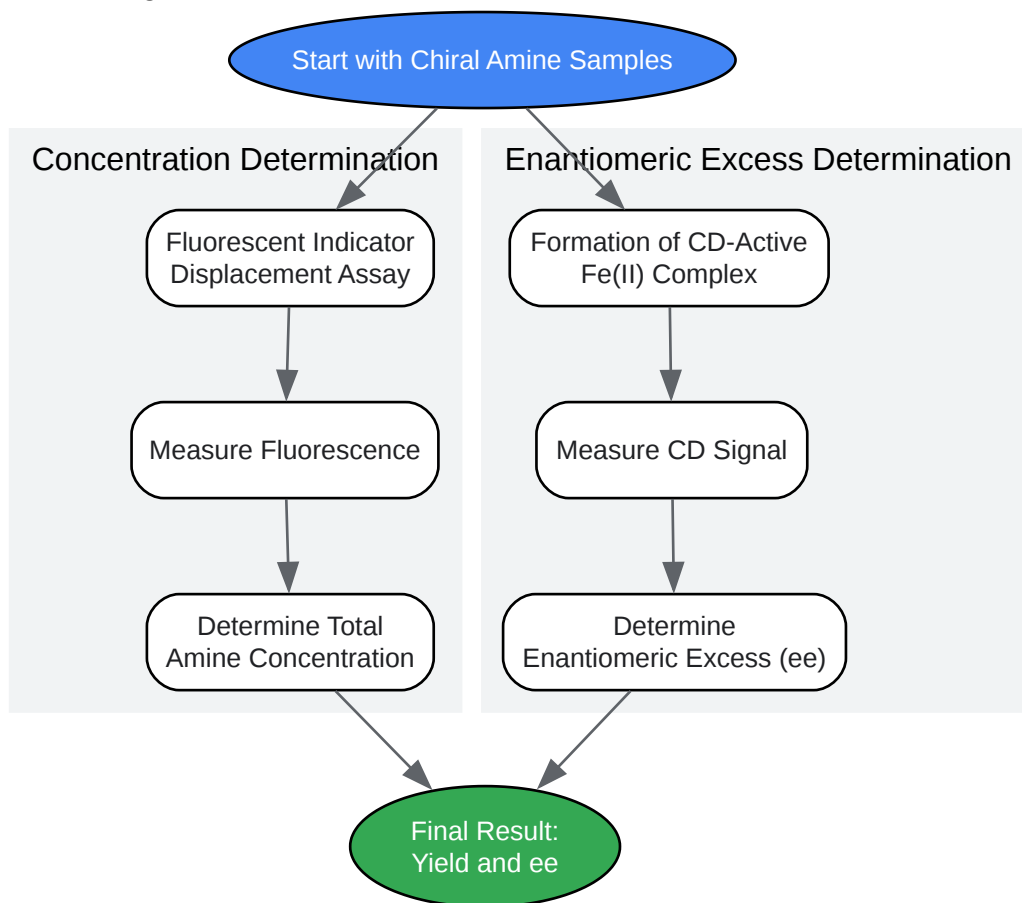 Start with Chiral Amine Samples
Concentration Determination
Fluorescent Indicator
Displacement Assay
Measure Fluorescence
Determine Total
Amine Concentration
Enantiomeric Excess Determination
Formation of CD-Active
Fe(II) Complex
Measure CD Signal
Determine
Enantiomeric Excess (ee)
Final Result:
Yield and ee